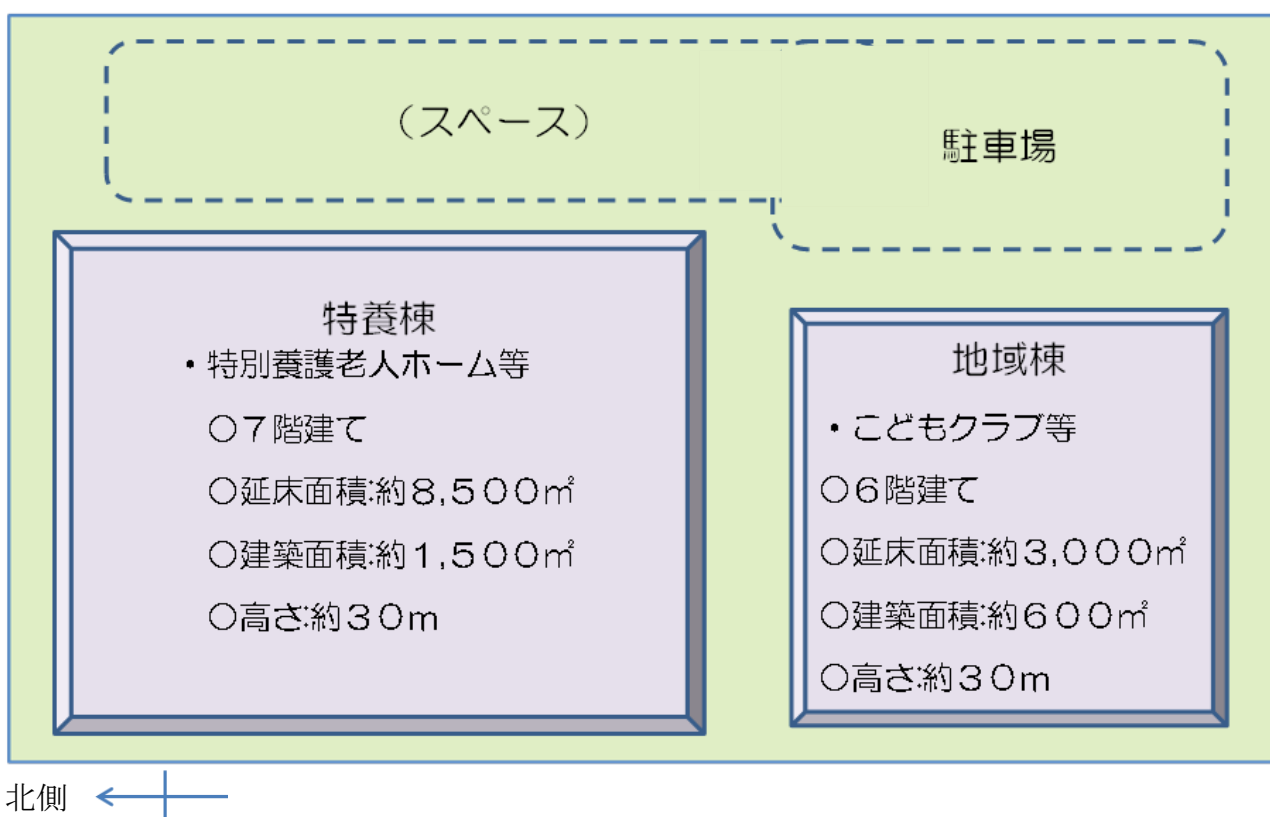 （スペース）
駐車場
特養棟
・特別養護老人ホーム等
○７階建て
○延床面積:約８,５００㎡
○建築面積:約１,５００㎡
○高さ:約３０ｍ
地域棟
・こどもクラブ等
○６階建て
○延床面積:約３,０００㎡
○建築面積:約６００㎡
○高さ:約３０ｍ
北側